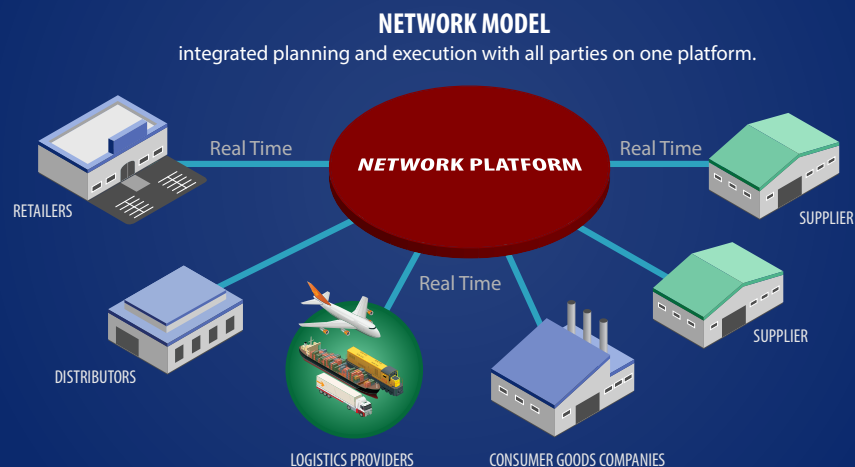 NETWORK MODEL
integrated planning and execution with all parties on one platform.
Real Time
NETWORK PLATFORM
Real Time
RETAILERS
SUPPLIER
Real Time
SUPPLIER
DISTRIBUTORS
LOGISTICS PROVIDERS
CONSUMER GOODS COMPANIES